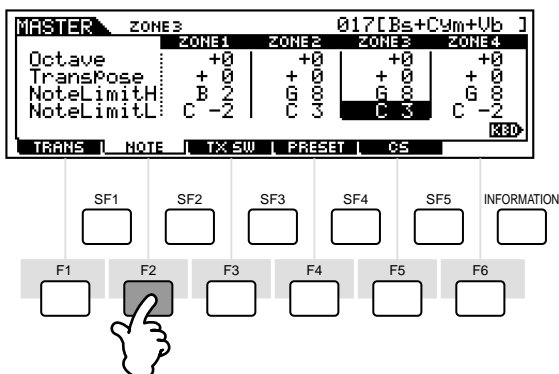 MASTER ZONE3 017[Bs+Cym+Vb ]
ZONE1 ZONE2 ZONE3 ZONE4
Octave +0 +0 +0 +0
Transpose + 0 + 0 + 0 + 0
NoteLimitH B 2 G 8 G 8 G 8
NoteLimitL C -2 C 3 C 3 C -2
KBD
TRANS NOTE TX SW PRESET CS
SF1 SF2 SF3 SF4 SF5 INFORMATION
F1 F2 F3 F4 F5 F6